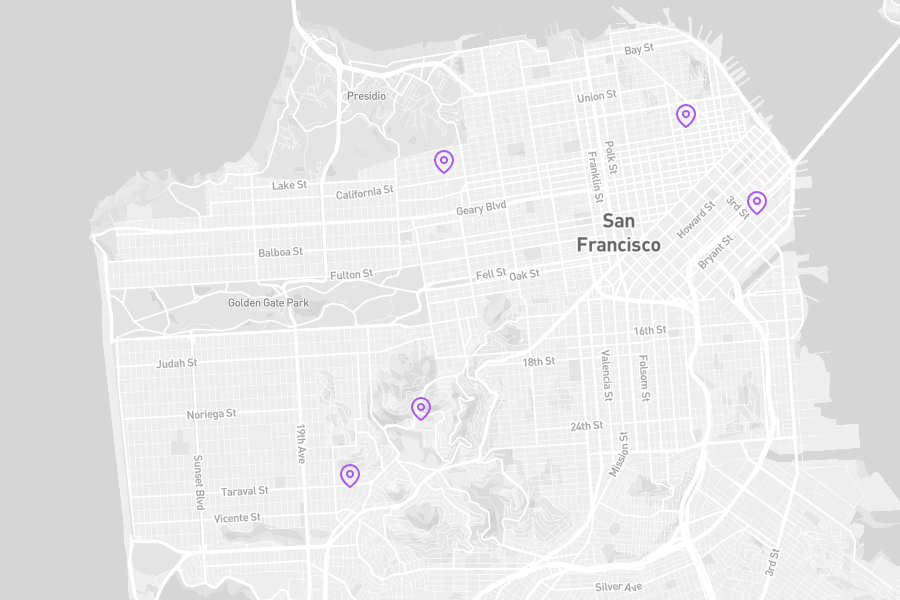 Bay St
Presidio
Union St
Polk St
Franklin St
Lake St
California St
Geary Blvd
3rd St
Howard St
San
Francisco
Bryant St
Balboa St
Fulton St
Fell St
Oak St
Golden Gate Park
16th St
Judah St
18th St
Valencia St
Folsom St
Noriega St
24th St
19th Ave
Mission St
Sunset Blvd
Taraval St
Vicente St
3rd St
Silver Ave